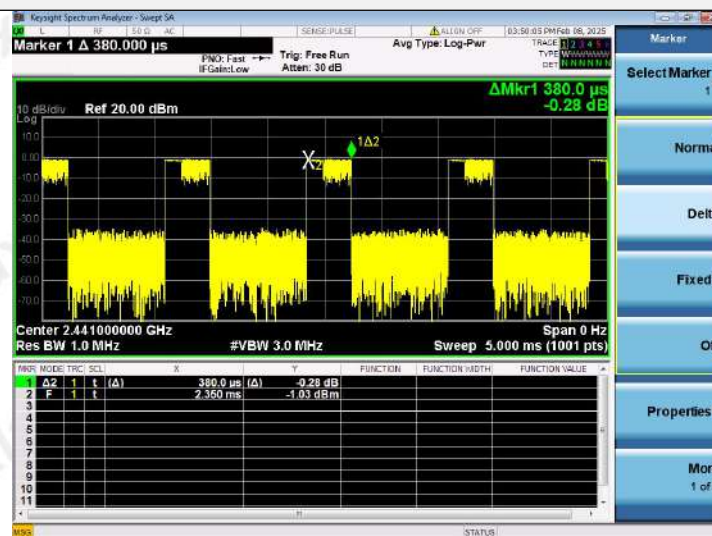 Keysight Spectrum Analyzer - Swept SA
L RF 50 Ω AC SENSE:PULSE ALIGN OFF 03:50:05 PM Feb 08, 2025
Marker 1 Δ 380.000 µs Avg Type: Log-Pwr TRACE 1 2 3 4 5 Marker
PNO: Fast Trig: Free Run TYPE
IFGain:Low Atten: 30 dB DET N N N N N N
Select Marker
1
ΔMkr1 380.0 µs
10 dB/div Ref 20.00 dBm -0.28 dB
Log
10.0
1Δ2
Norma
0.00
X2
-10.0
-20.0
Delt
-30.0
-40.0
-50.0
Fixed
-60.0
-70.0
Center 2.441000000 GHz Span 0 Hz
Res BW 1.0 MHz #VBW 3.0 MHz Sweep 5.000 ms (1001 pts)
MKR MODE TRC SCL X Y FUNCTION FUNCTION WIDTH FUNCTION VALUE
1 Δ2 1 t (Δ) 380.0 µs (Δ) -0.28 dB
2 F 1 t 2.350 ms -1.03 dBm
3
4
5
6
7
8
9
10
11
Properties
Mor
1 of
MSG STATUS